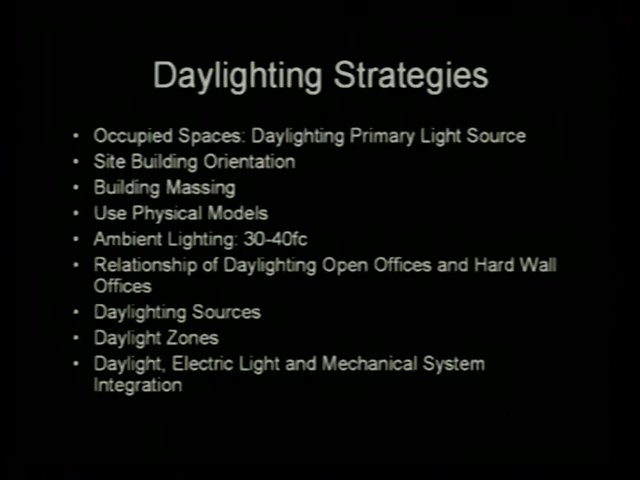 Daylighting Strategies
• Occupied Spaces: Daylighting Primary Light Source
• Site Building Orientation
• Building Massing
• Use Physical Models
• Ambient Lighting: 30-40fc
• Relationship of Daylighting Open Offices and Hard Wall
Offices
• Daylighting Sources
• Daylight Zones
• Daylight, Electric Light and Mechanical System
Integration